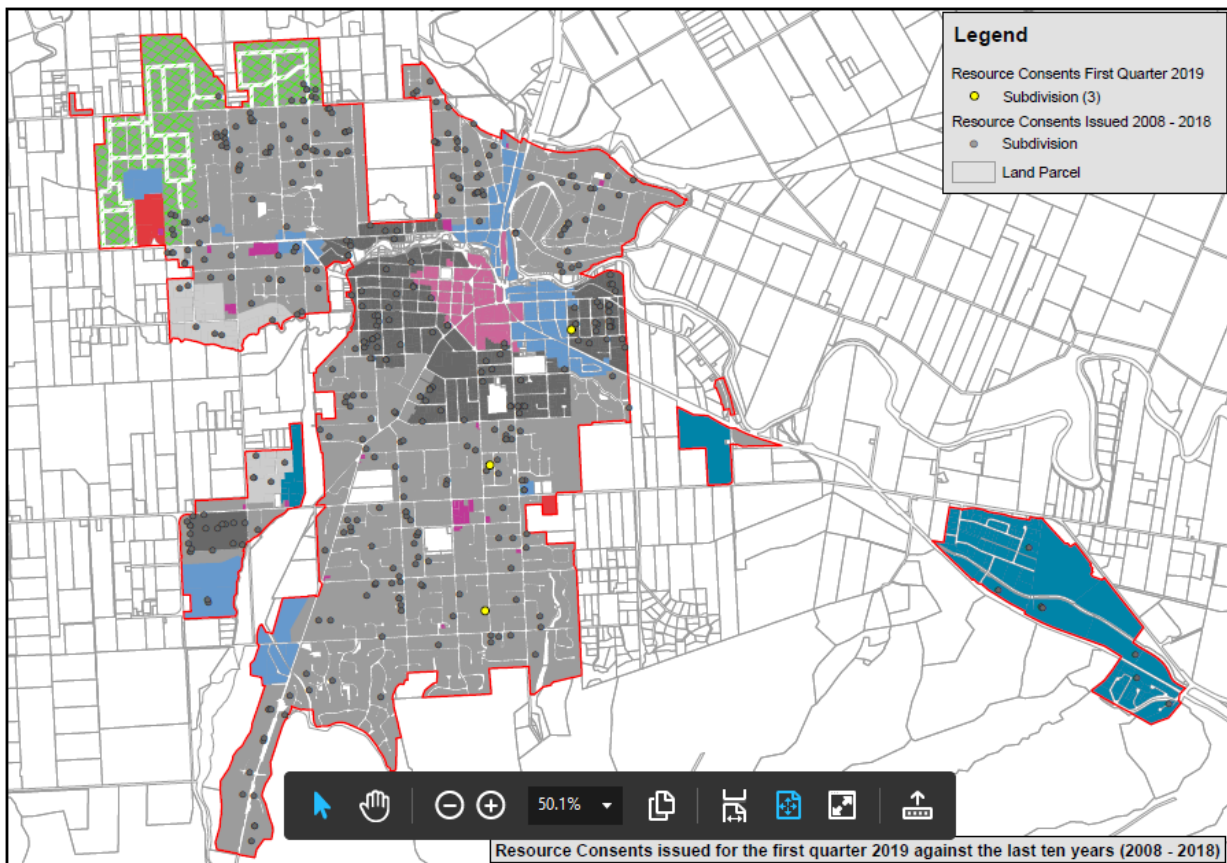 Legend
Resource Consents First Quarter 2019
Subdivision (3)
Resource Consents Issued 2008 - 2018
Subdivision
Land Parcel
50.1%
Resource Consents issued for the first quarter 2019 against the last ten years (2008 - 2018)